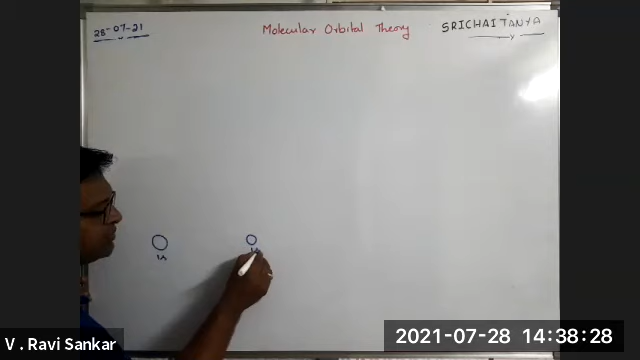 28-07-21
Molecular Orbital Theory
SRICHAITANYA
V . Ravi Sankar
2021-07-28 14:38:28